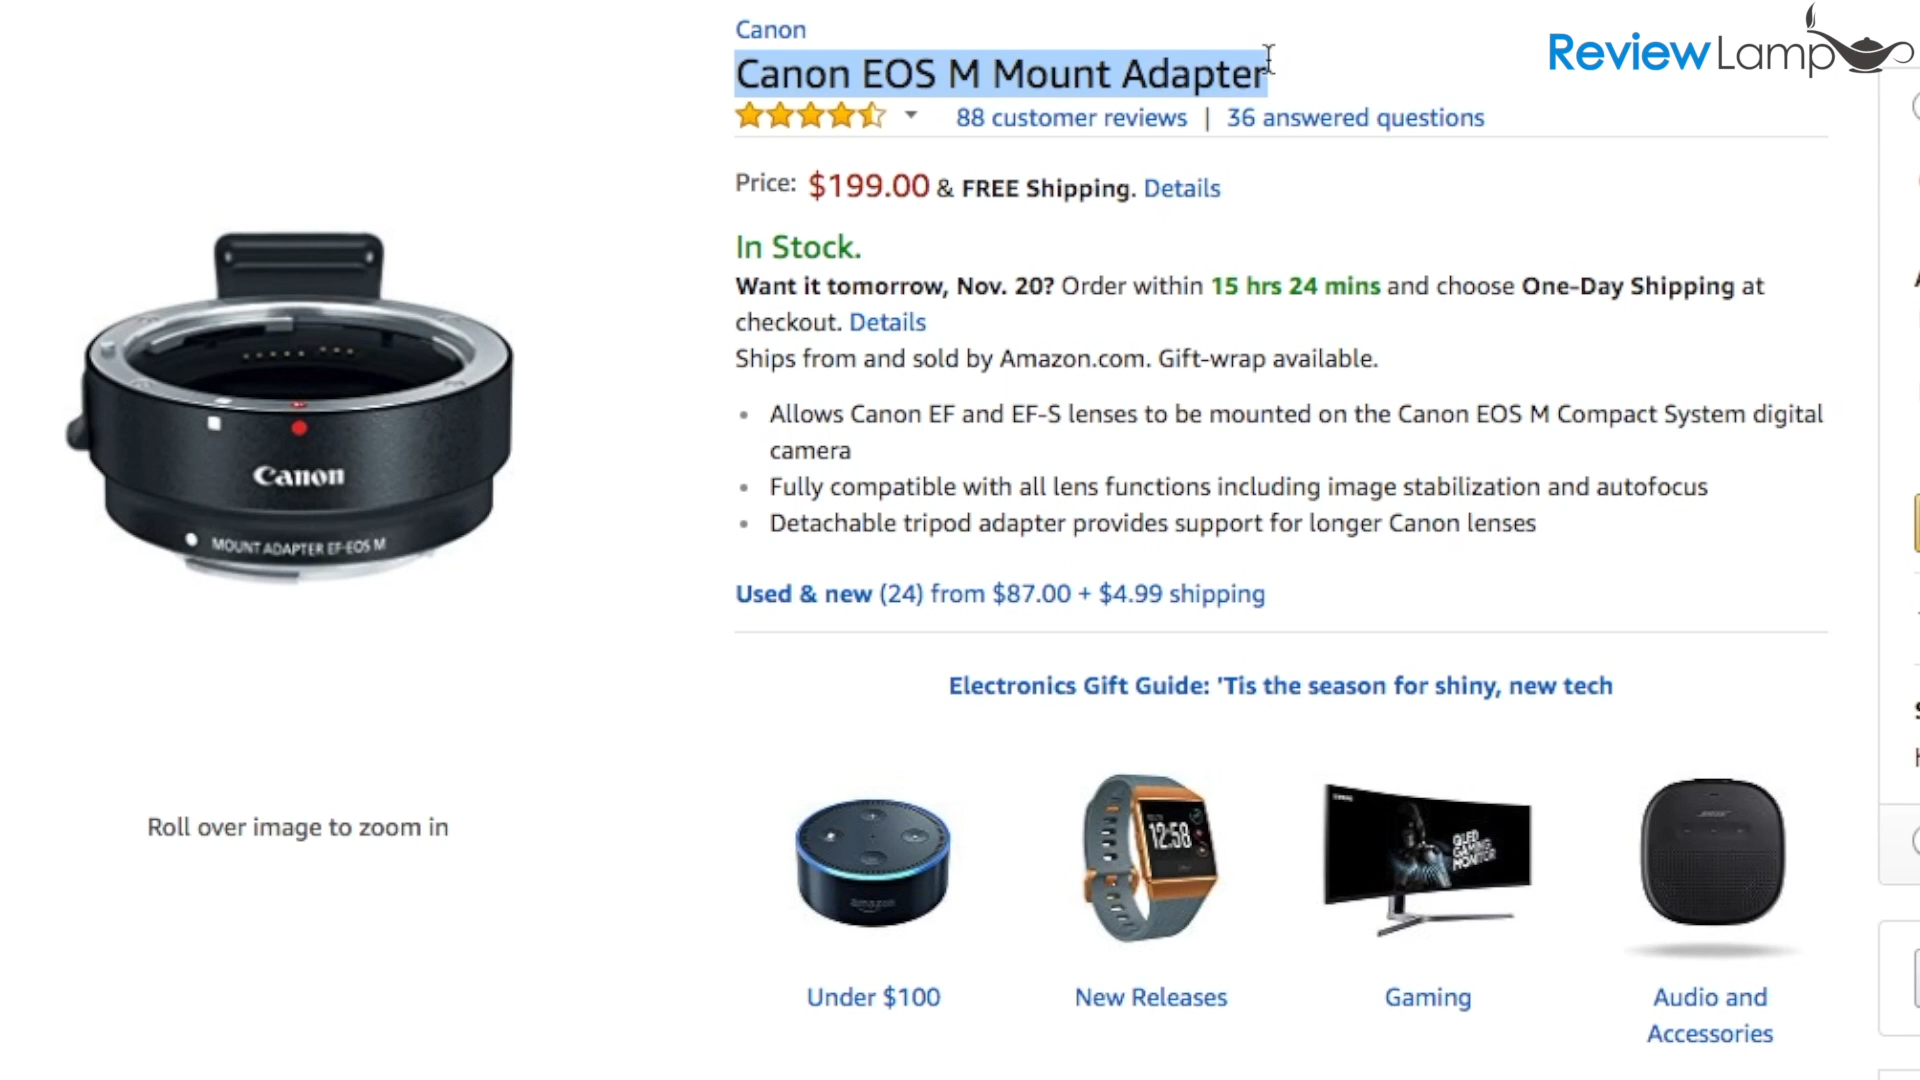 Canon
Canon EOS M Mount Adapter
88 customer reviews | 36 answered questions
Price: $199.00 & FREE Shipping. Details
In Stock.
Want it tomorrow, Nov. 20? Order within 15 hrs 24 mins and choose One-Day Shipping at
checkout. Details
Ships from and sold by Amazon.com. Gift-wrap available.
• Allows Canon EF and EF-S lenses to be mounted on the Canon EOS M Compact System digital
camera
• Fully compatible with all lens functions including image stabilization and autofocus
• Detachable tripod adapter provides support for longer Canon lenses
Used & new (24) from $87.00 + $4.99 shipping
Electronics Gift Guide: 'Tis the season for shiny, new tech
Under $100
New Releases
Gaming
Audio and
Accessories
Canon
MOUNT ADAPTER EF-EOS M
Roll over image to zoom in
amazon
12:58
QLED
GAMING
MONITOR
ReviewLamp